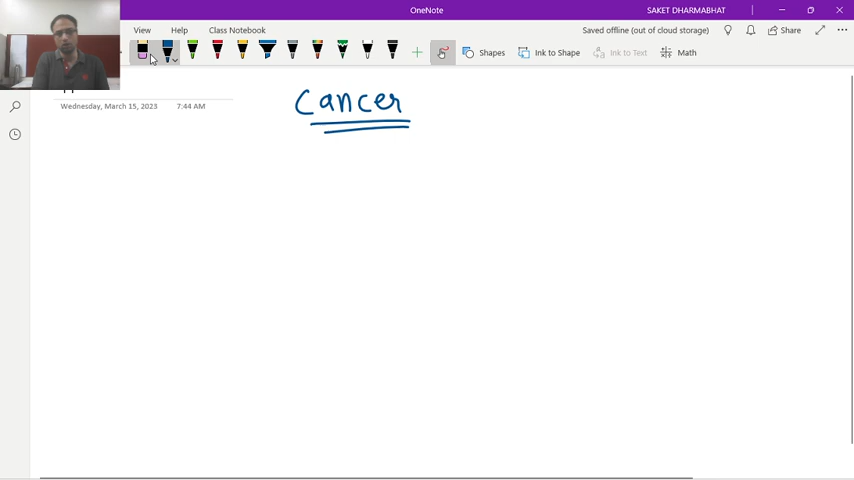 OneNote
SAKET DHARMABHAT
View Help Class Notebook
Saved offline (out of cloud storage)
Share
Shapes
Ink to Shape
Ink to Text
Math
Wednesday, March 15, 2023 7:44 AM
Cancer